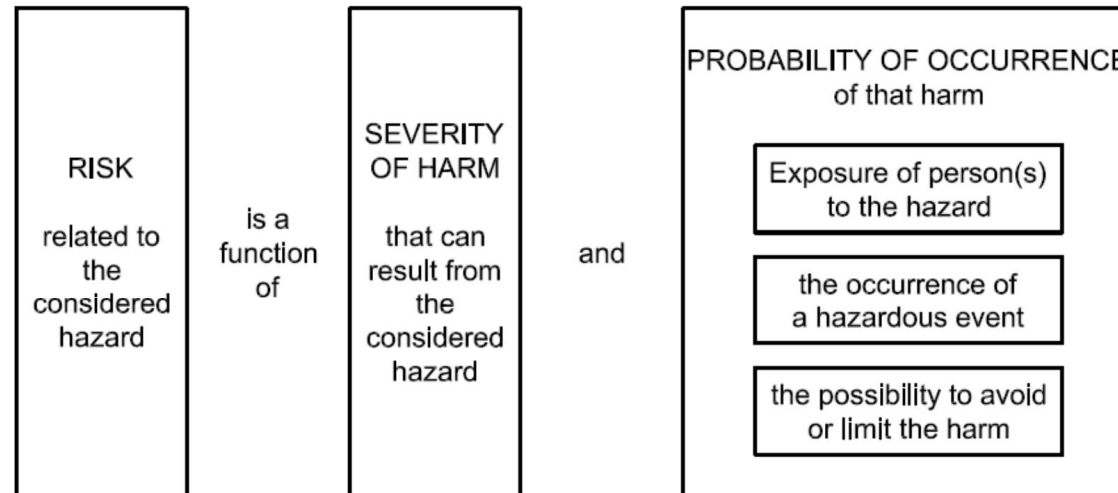 RISK
related to
the
considered
hazard
is a
function
of
SEVERITY
OF HARM
that can
result from
the
considered
hazard
and
PROBABILITY OF OCCURRENCE
of that harm
Exposure of person(s)
to the hazard
the occurrence of
a hazardous event
the possibility to avoid
or limit the harm